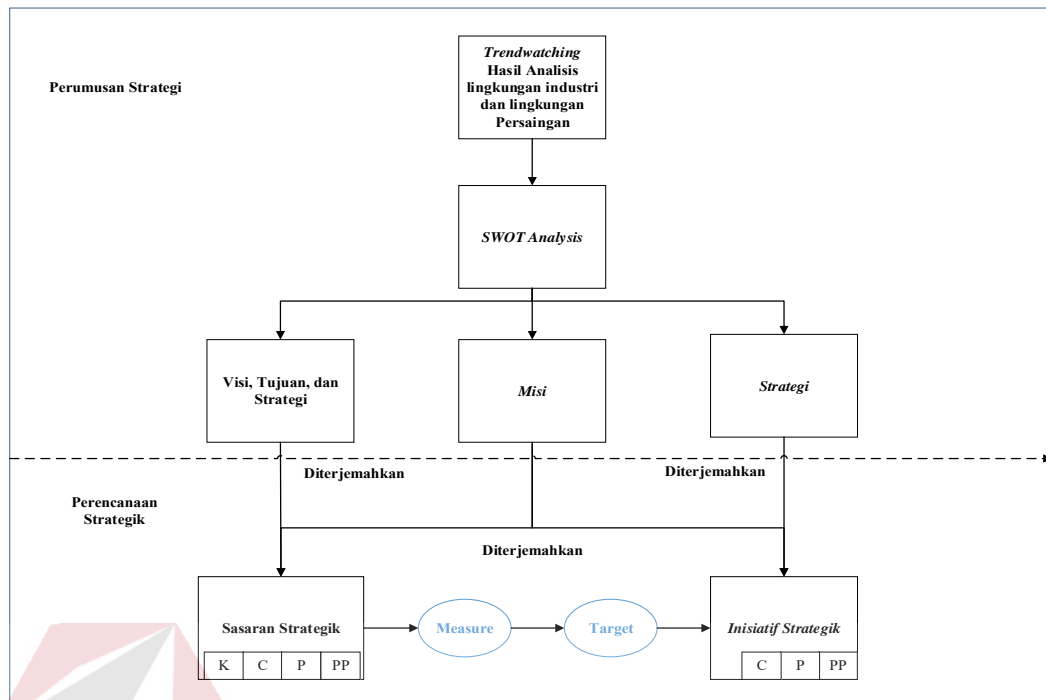 Trendwatching
Hasil Analisis
lingkungan industri
dan lingkungan
Persaingan
Perumusan Strategi
SWOT Analysis
Visi, Tujuan, dan
Strategi
Misi
Strategi
Diterjemahkan
Diterjemahkan
Perencanaan
Strategik
Diterjemahkan
Sasaran Strategik
Measure
Target
Inisiatif Strategik
K C P PP
C P PP